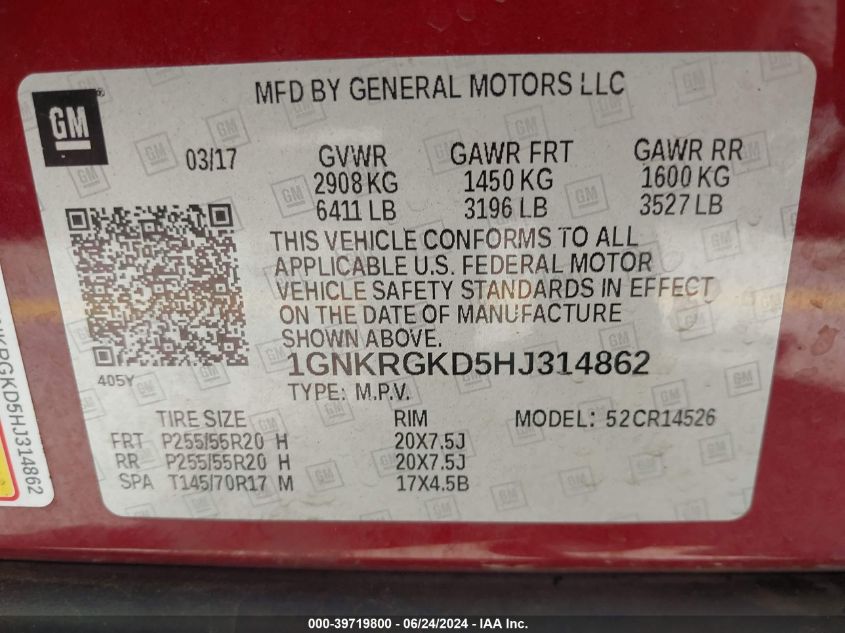 MFD BY GENERAL MOTORS LLC
GM
03/17 GVWR GAWR FRT GAWR RR
2908 KG 1450 KG 1600 KG
6411 LB 3196 LB 3527 LB
THIS VEHICLE CONFORMS TO ALL
APPLICABLE U.S. FEDERAL MOTOR
VEHICLE SAFETY STANDARDS IN EFFECT
ON THE DATE OF MANUFACTURE
SHOWN ABOVE.
1GNKRGKD5HJ314862
405Y
TYPE: M.P.V.
TIRE SIZE RIM MODEL: 52CR14526
FRT P255/55R20 H 20X7.5J
RR P255/55R20 H 20X7.5J
SPA T145/70R17 M 17X4.5B
000-39719800 - 06/24/2024 - IAAI, Inc.